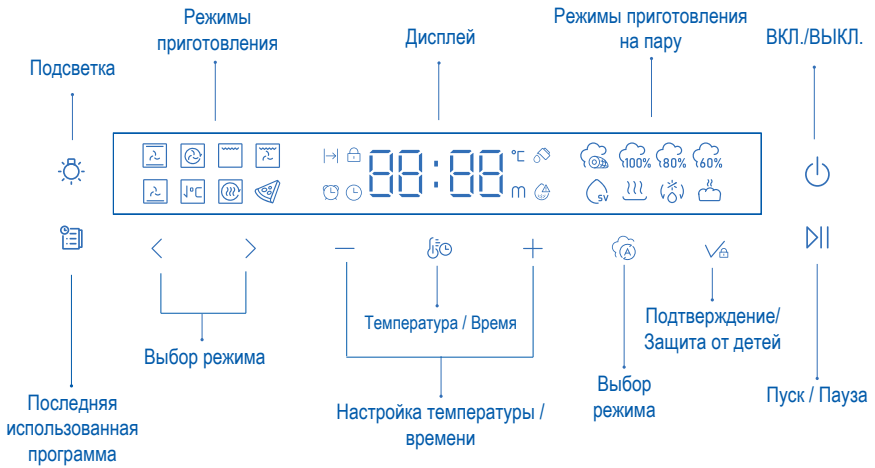 Режимы
приготовления
Дисплей
Режимы приготовления
на пару
ВКЛ./ВЫКЛ.
Подсветка
°C
100%
80%
60%
88:88
↓°C
m
SV
A
Температура / Время
Подтверждение/
Защита от детей
Выбор режима
Выбор
режима
Пуск / Пауза
Последняя
использованная
программа
Настройка температуры /
времени